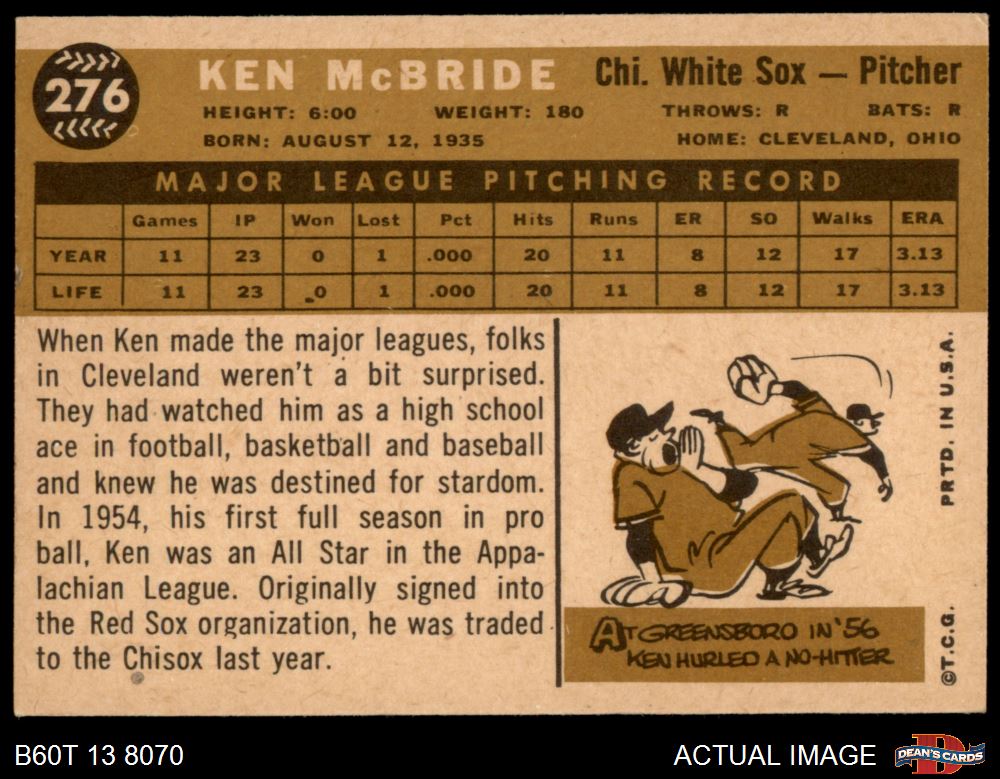 276
KEN McBRIDE
Chi. White Sox — Pitcher
HEIGHT: 6:00 WEIGHT: 180 THROWS: R BATS: R
BORN: AUGUST 12, 1935 HOME: CLEVELAND, OHIO
MAJOR LEAGUE PITCHING RECORD
Games IP Won Lost Pct Hits Runs ER SO Walks ERA
YEAR 11 23 0 1 .000 20 11 8 12 17 3.13
LIFE 11 23 0 1 .000 20 11 8 12 17 3.13
When Ken made the major leagues, folks
in Cleveland weren't a bit surprised.
They had watched him as a high school
ace in football, basketball and baseball
and knew he was destined for stardom.
In 1954, his first full season in pro
ball, Ken was an All Star in the Appa-
lachian League. Originally signed into
the Red Sox organization, he was traded
to the Chisox last year.
AT GREENSBORO IN '56
KEN HURLED A NO-HITTER
©T.C.G. PRTD. IN U.S.A.
B60T 13 8070
ACTUAL IMAGE
D
DEAN'S CARDS